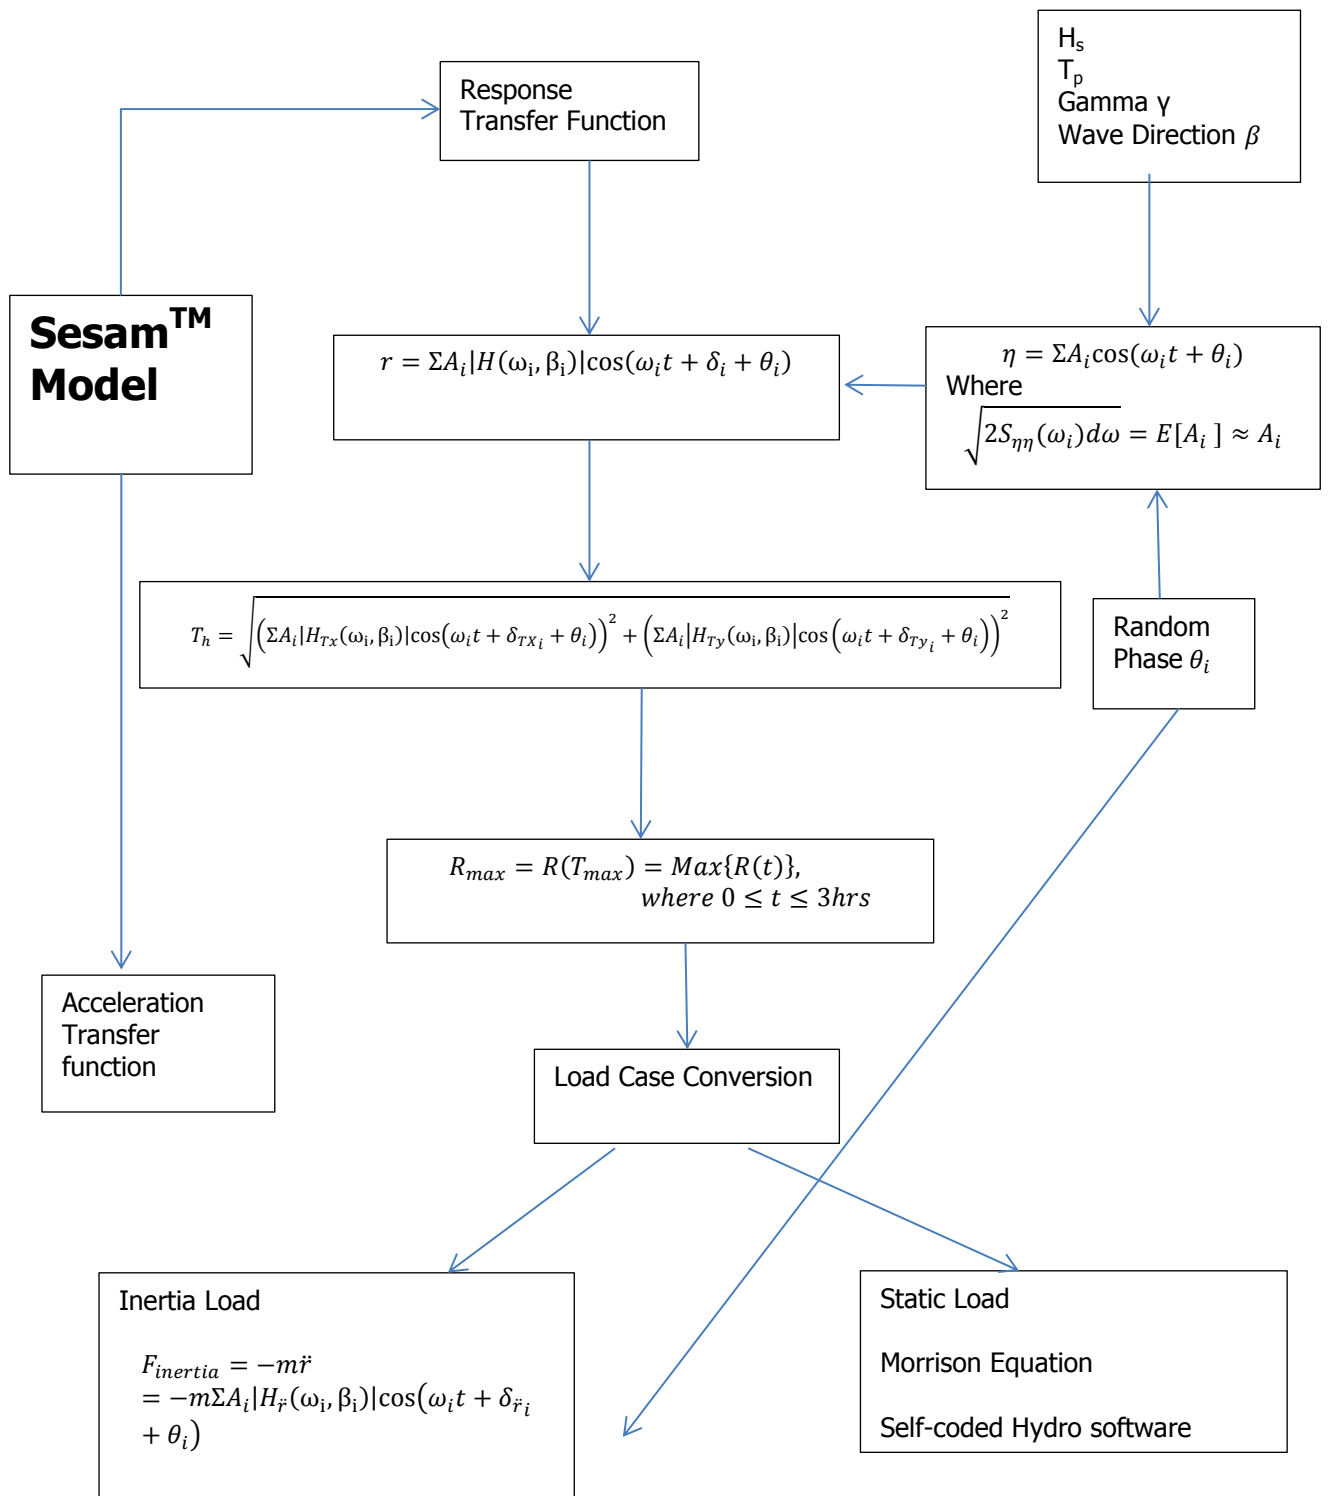 H_s
T_p
Gamma γ
Wave Direction β
Response
Transfer Function
Sesam™
Model
r = ΣA_i|H(ω_i, β_i)|cos(ω_i t + δ_i + θ_i)
η = ΣA_i cos(ω_i t + θ_i)
Where
√(2S_ηη(ω_i)dω) = E[A_i ] ≈ A_i
T_h = √((ΣA_i|H_Tx(ω_i, β_i)|cos(ω_i t + δ_TX_i + θ_i))² + (ΣA_i|H_Ty(ω_i, β_i)|cos(ω_i t + δ_Ty_i + θ_i))²)
Random
Phase θ_i
R_max = R(T_max) = Max{R(t)},
where 0 ≤ t ≤ 3hrs
Acceleration
Transfer
function
Load Case Conversion
Inertia Load
F_inertia = −mr̈
= −mΣA_i|H_r̈(ω_i, β_i)|cos(ω_i t + δ_r̈_i
+ θ_i)
Static Load
Morrison Equation
Self-coded Hydro software